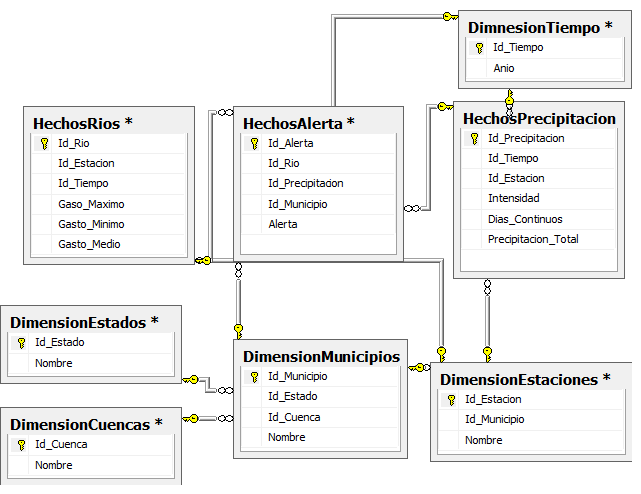 DimnesionTiempo *
Id_Tiempo
Anio
HechosRios *
Id_Rio
Id_Estacion
Id_Tiempo
Gaso_Maximo
Gasto_Minimo
Gasto_Medio
HechosAlerta *
Id_Alerta
Id_Rio
Id_Precipitacion
Id_Municipio
Alerta
HechosPrecipitacion
Id_Precipitacion
Id_Tiempo
Id_Estacion
Intensidad
Dias_Continuos
Precipitacion_Total
DimensionEstados *
Id_Estado
Nombre
DimensionCuencas *
Id_Cuenca
Nombre
DimensionMunicipios
Id_Municipio
Id_Estado
Id_Cuenca
Nombre
DimensionEstaciones *
Id_Estacion
Id_Municipio
Nombre